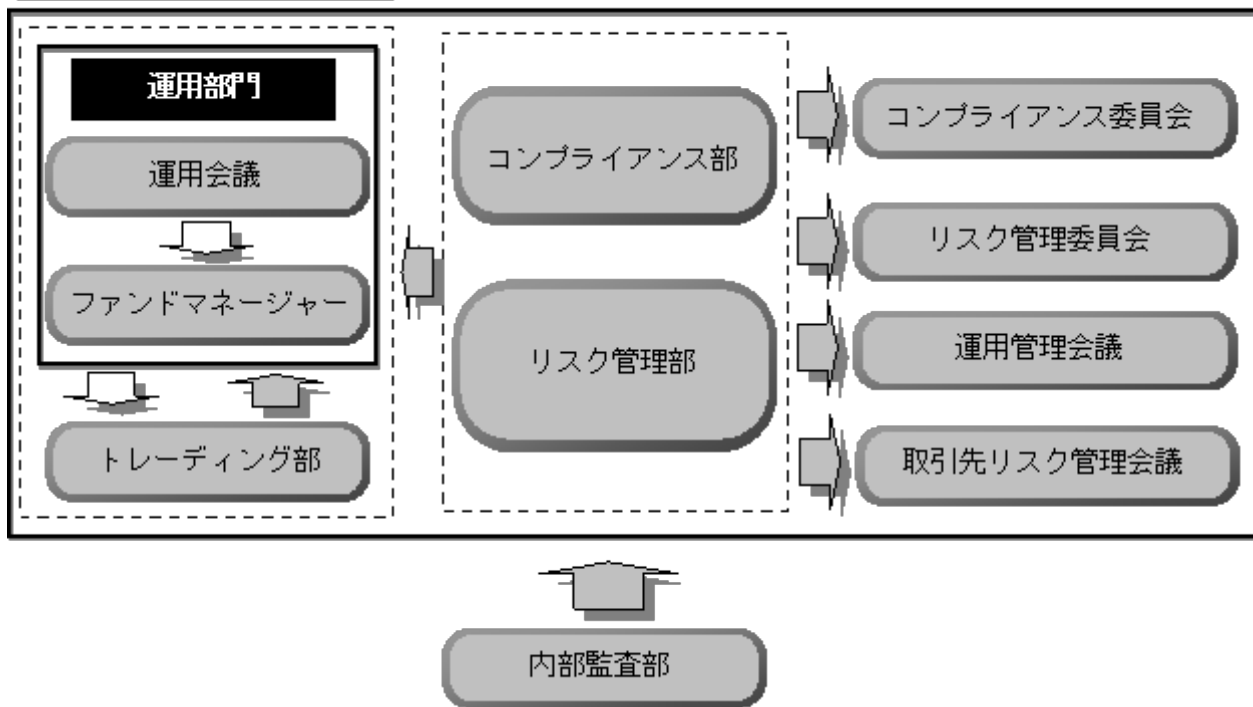 運用部門
運用会議
ファンドマネージャー
トレーディング部
コンプライアンス部
リスク管理部
コンプライアンス委員会
リスク管理委員会
運用管理会議
取引先リスク管理会議
内部監査部